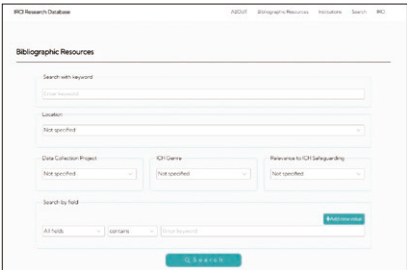 IRCI Research Database
ABOUT Bibliographic Resources Institutions Search IRCI
Bibliographic Resources
Search with keyword
Enter keyword
Location
Not specified
Data Collection Project ICH Genre Relevance to ICH Safeguarding
Not specified Not specified Not specified
Search by field
Add new value
All fields contains Enter keyword
Search